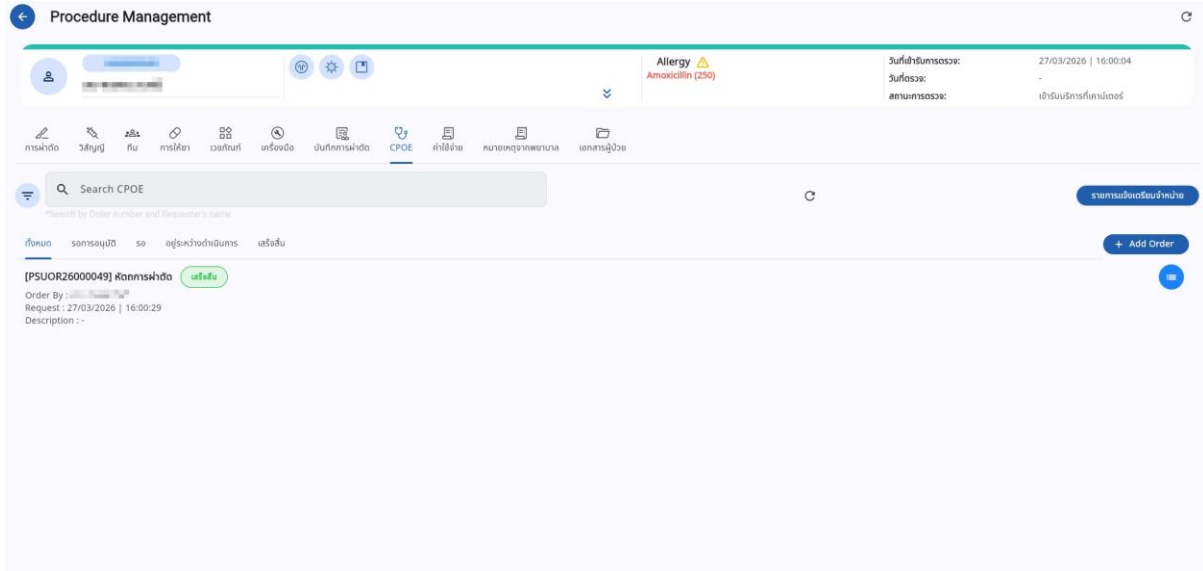 Procedure Management
Allergy
Amoxicillin (250)
วันที่เข้ารับการตรวจ: 27/03/2026 | 16:00:04
วันที่ตรวจ: -
สถานะการตรวจ: เข้ารับบริการที่เคาน์เตอร์
การผ่าตัด วิสัญญี ทีม การให้ยา เวชภัณฑ์ เครื่องมือ บันทึกการผ่าตัด CPOE ค่าใช้จ่าย หมายเหตุจากพยาบาล เอกสารผู้ป่วย
Search CPOE
รายการแจ้งเตรียมจำหน่าย
*Search by Order number and Requester's name
ทั้งหมด รอการอนุมัติ รอ อยู่ระหว่างดำเนินการ เสร็จสิ้น
+ Add Order
[PSUOR26000049] หัตถการผ่าตัด เสร็จสิ้น
Order By :
Request : 27/03/2026 | 16:00:29
Description : -